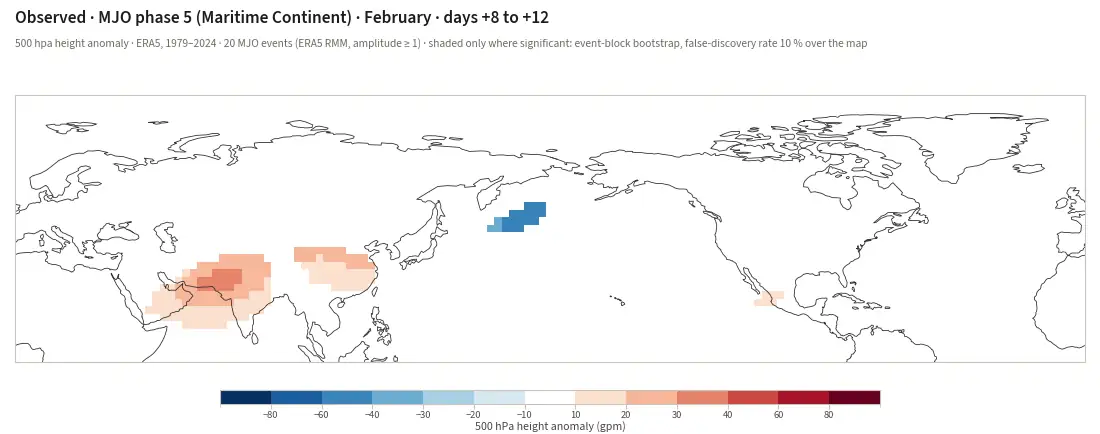 Observed · MJO phase 5 (Maritime Continent) · February · days +8 to +12
500 hpa height anomaly · ERA5, 1979–2024 · 20 MJO events (ERA5 RMM, amplitude ≥ 1) · shaded only where significant: event-block bootstrap, false-discovery rate 10 % over the map
−80 −60 −40 −30 −20 −10 10 20 30 40 60 80
500 hPa height anomaly (gpm)